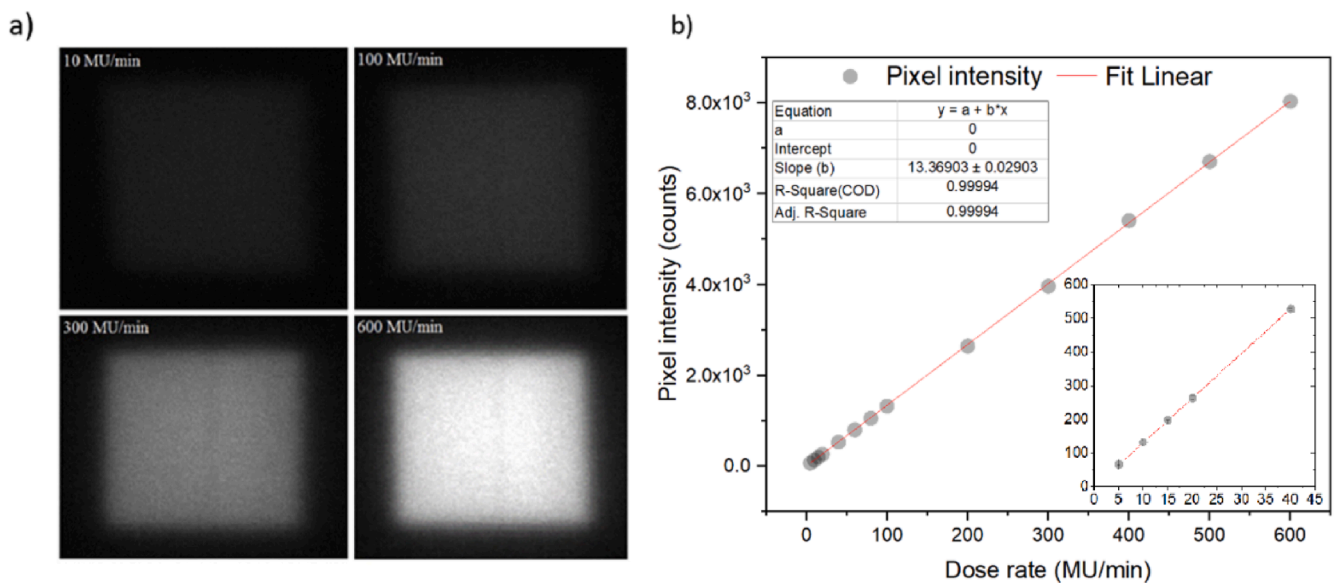 a)
10 MU/min
100 MU/min
300 MU/min
600 MU/min
b)
Pixel intensity
Fit Linear
Equation y = a + b*x
a 0
Intercept 0
Slope (b) 13.36903 ± 0.02903
R-Square(COD) 0.99994
Adj. R-Square 0.99994
Pixel intensity (counts)
8.0x10³
6.0x10³
4.0x10³
2.0x10³
0.0
0 100 200 300 400 500 600
Dose rate (MU/min)
600
500
400
300
200
100
0
0 5 10 15 20 25 30 35 40 45